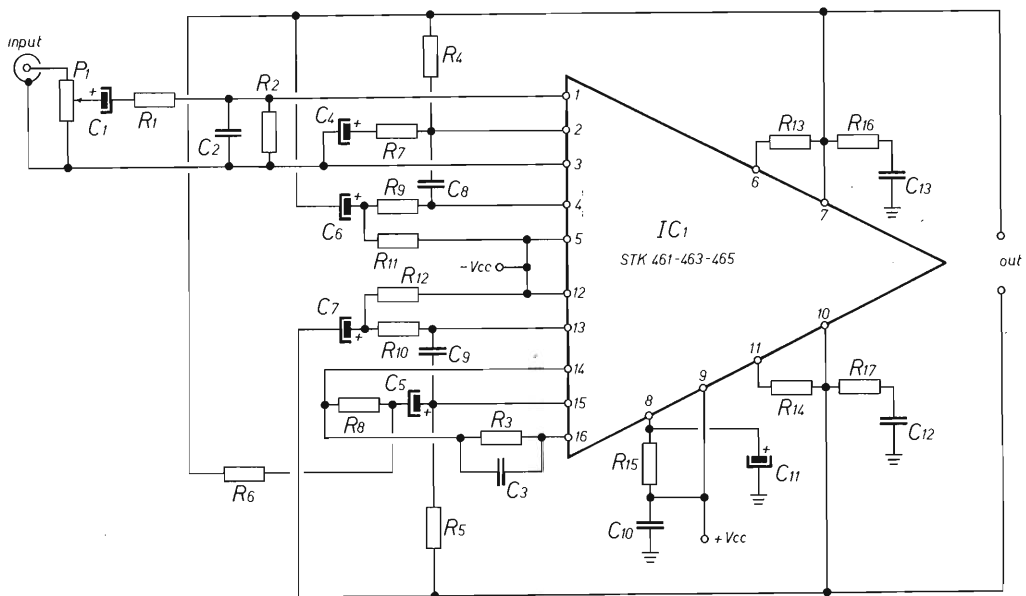 input
P1
C1
R1
C2
R2
C4
R7
R4
C8
C6
R9
R11
-Vcc
R12
C7
R10
C9
C5
R8
R3
C3
R6
R5
1
2
3
4
5
12
13
14
15
16
IC1
STK 461-463-465
6
7
R13
R16
C13
out
10
11
9
8
R14
R17
C12
R15
C11
C10
+Vcc